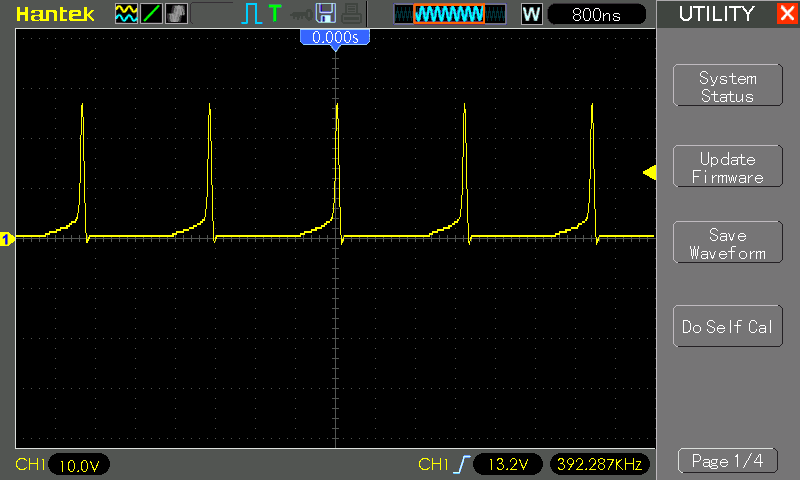 Hantek
T
W
800ns
UTILITY
X
0.000s
System
Status
Update
Firmware
1
Save
Waveform
Do Self Cal
CH1
10.0V
CH1
13.2V
392.287KHz
Page 1/4